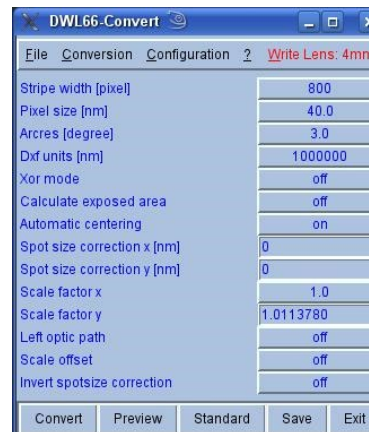 DWL66-Convert
File Conversion Configuration ? Write Lens: 4mm
Stripe width [pixel] 800
Pixel size [nm] 40.0
Arcres [degree] 3.0
Dxf units [nm] 1000000
Xor mode off
Calculate exposed area off
Automatic centering on
Spot size correction x [nm] 0
Spot size correction y [nm] 0
Scale factor x 1.0
Scale factor y 1.0113780
Left optic path off
Scale offset off
Invert spotsize correction off
Convert Preview Standard Save Exit